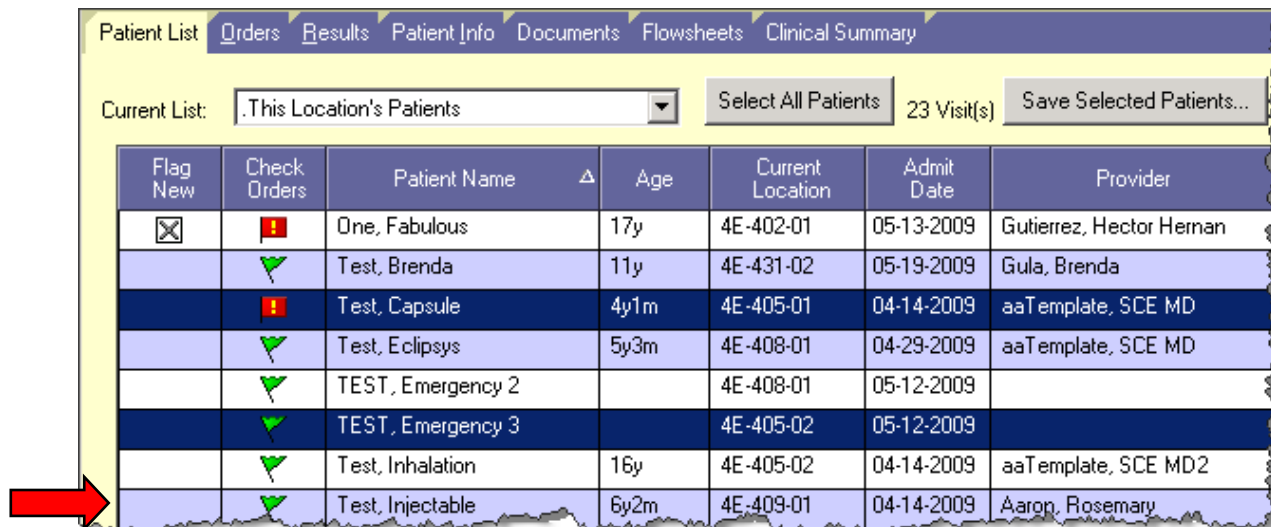 Patient List Orders Results Patient Info Documents Flowsheets Clinical Summary
Current List: .This Location's Patients Select All Patients 23 Visit(s) Save Selected Patients...
Flag New Check Orders Patient Name Age Current Location Admit Date Provider
One, Fabulous 17y 4E-402-01 05-13-2009 Gutierrez, Hector Hernan
Test, Brenda 11y 4E-431-02 05-19-2009 Gula, Brenda
Test, Capsule 4y1m 4E-405-01 04-14-2009 aaTemplate, SCE MD
Test, Eclipsys 5y3m 4E-408-01 04-29-2009 aaTemplate, SCE MD
TEST, Emergency 2 4E-408-01 05-12-2009
TEST, Emergency 3 4E-405-02 05-12-2009
Test, Inhalation 16y 4E-405-02 04-14-2009 aaTemplate, SCE MD2
Test, Injectable 6y2m 4E-409-01 04-14-2009 Aaron, Rosemary